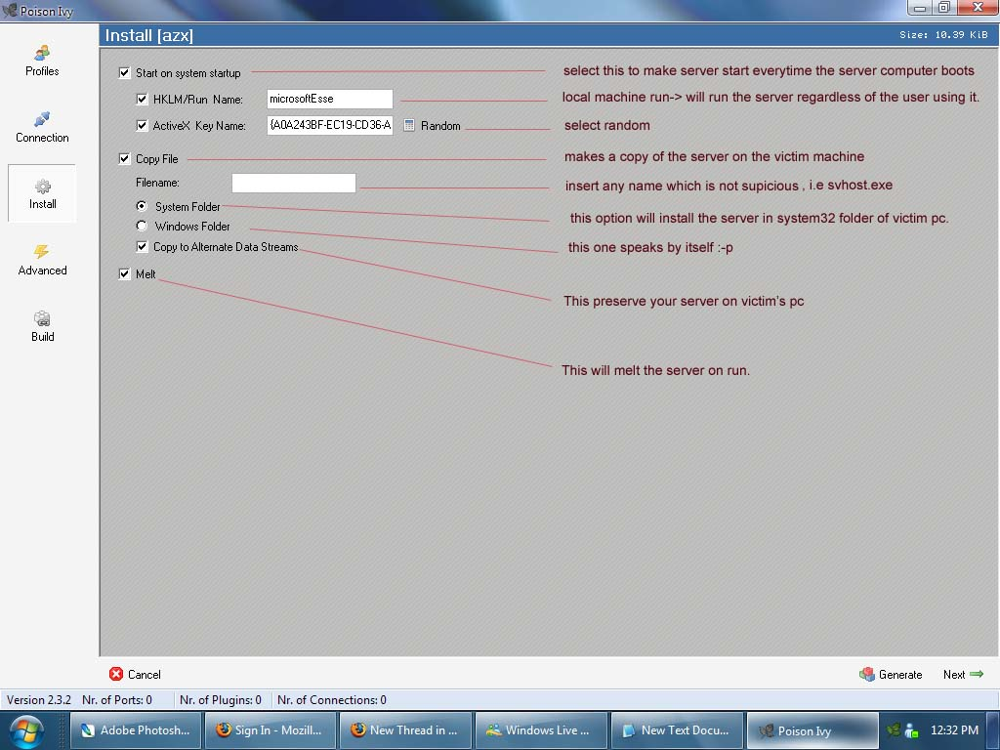 Poison Ivy
Install [azx]
Size: 10.39 KiB
Profiles
Connection
Install
Advanced
Build
Start on system startup
select this to make server start everytime the server computer boots
HKLM/Run Name:
microsoftEsse
local machine run-> will run the server regardless of the user using it.
ActiveX Key Name:
{A0A243BF-EC19-CD36-A
Random
select random
Copy File
makes a copy of the server on the victim machine
Filename:
insert any name which is not supicious , i.e svhost.exe
System Folder
this option will install the server in system32 folder of victim pc.
Windows Folder
this one speaks by itself :-p
Copy to Alternate Data Streams
This preserve your server on victim's pc
Melt
This will melt the server on run.
Cancel
Generate
Next
Version 2.3.2
Nr. of Ports: 0
Nr. of Plugins: 0
Nr. of Connections: 0
Adobe Photosh...
Sign In - Mozill...
New Thread in ...
Windows Live ...
New Text Docu...
Poison Ivy
12:32 PM